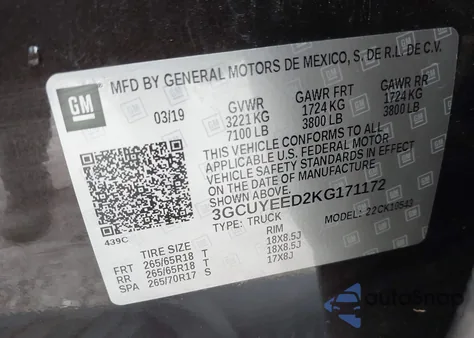 GM
MFD BY GENERAL MOTORS DE MEXICO, S. DE R.L. DE C.V.
03/19 GVWR GAWR FRT GAWR RR
3221 KG 1724 KG 1724 KG
7100 LB 3800 LB 3800 LB
THIS VEHICLE CONFORMS TO ALL
APPLICABLE U.S. FEDERAL MOTOR
VEHICLE SAFETY STANDARDS IN EFFECT
ON THE DATE OF MANUFACTURE SHOWN ABOVE.
3GCUYEED2KG171172
439C TYPE: TRUCK MODEL: 22CK10543
TIRE SIZE RIM
FRT 265/65R18 T 18X8.5J
RR 265/65R18 T 18X8.5J
SPA 265/70R17 S 17X8J
autoSnap